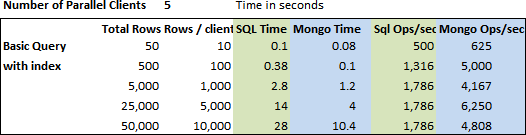 Number of Parallel Clients 5 Time in seconds
Total Rows Rows / client SQL Time Mongo Time Sql Ops/sec Mongo Ops/sec
Basic Query 50 10 0.1 0.08 500 625
with index 500 100 0.38 0.1 1,316 5,000
5,000 1,000 2.8 1.2 1,786 4,167
25,000 5,000 14 4 1,786 6,250
50,000 10,000 28 10.4 1,786 4,808